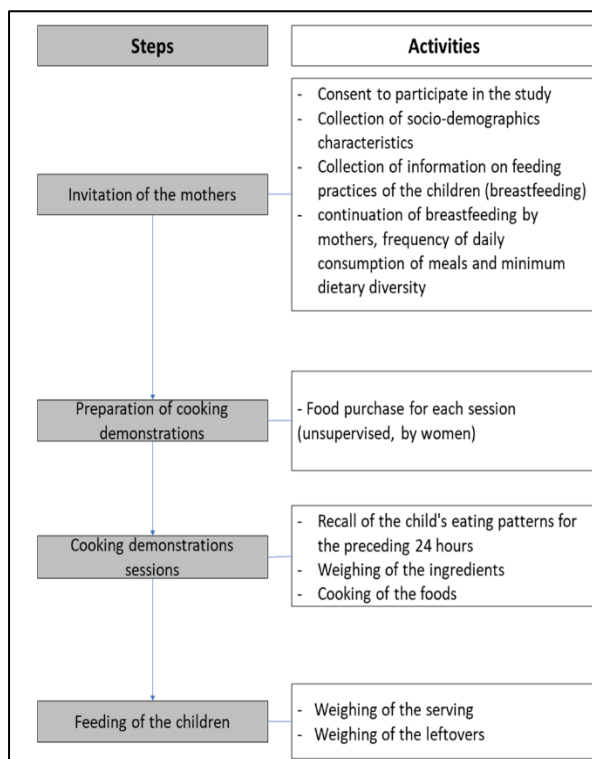 Steps
Activities
Invitation of the mothers
- Consent to participate in the study
- Collection of socio-demographics
characteristics
- Collection of information on feeding
practices of the children (breastfeeding)
- continuation of breastfeeding by
mothers, frequency of daily
consumption of meals and minimum
dietary diversity
Preparation of cooking
demonstrations
- Food purchase for each session
(unsupervised, by women)
Cooking demonstrations
sessions
- Recall of the child's eating patterns for
the preceding 24 hours
- Weighing of the ingredients
- Cooking of the foods
Feeding of the children
- Weighing of the serving
- Weighing of the leftovers